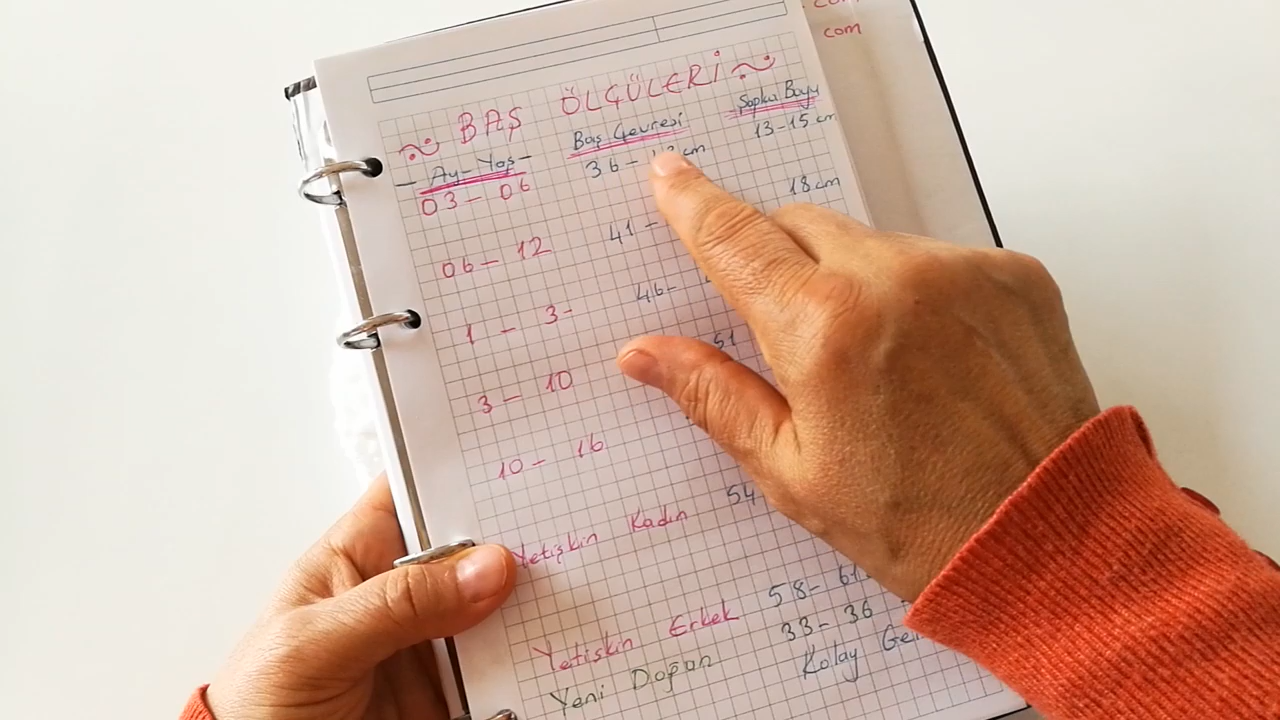 com
com
BAŞ ÖLÇÜLERİ
- Ay - Yaş - Baş Çevresi Şapka Boyu
03 - 06 36 - cm 13-15 cm
06 - 12 41 - 18 cm
1 - 3 - 46 -
3 - 10 51
10 - 16
Yetişkin Kadın 54
Yetişkin Erkek 58 - 61
Yeni Doğan 33 - 36
Kolay